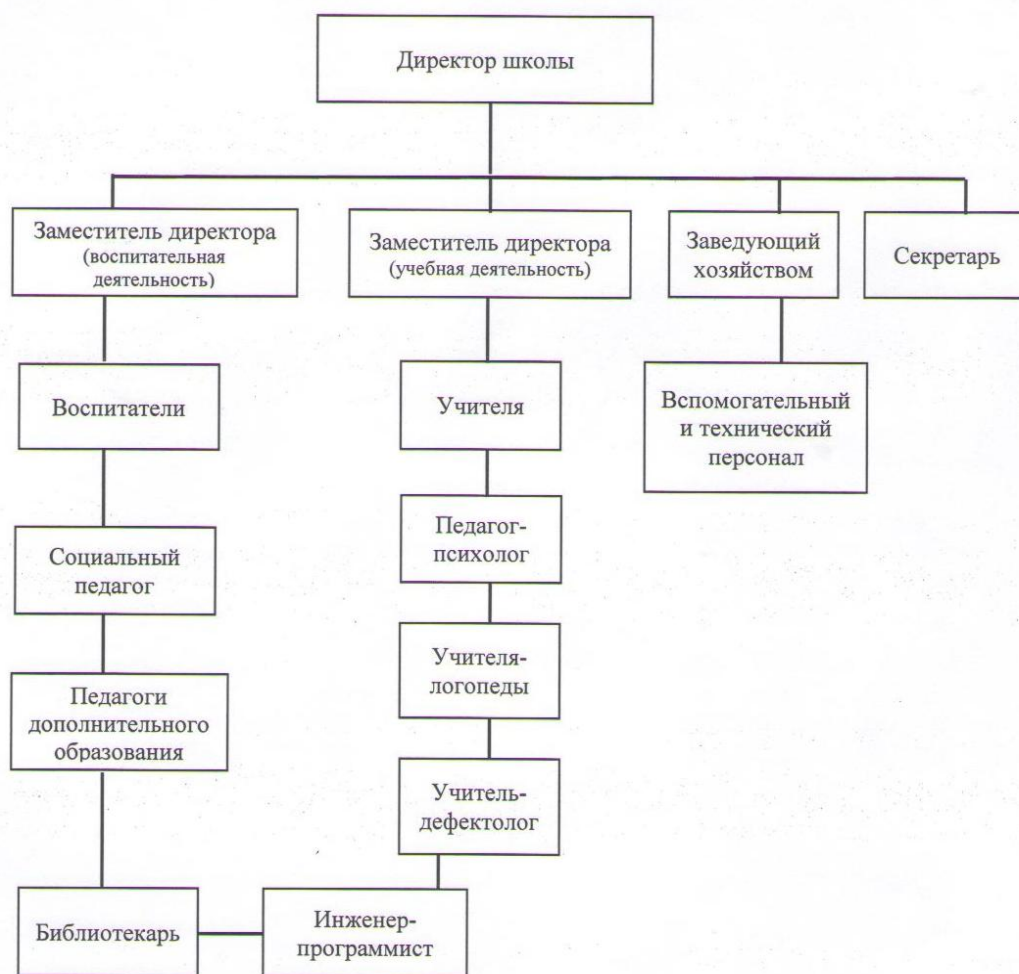 Директор школы
Заместитель директора
(воспитательная
деятельность)
Заместитель директора
(учебная деятельность)
Заведующий
хозяйством
Секретарь
Воспитатели
Учителя
Вспомогательный
и технический
персонал
Социальный
педагог
Педагог-
психолог
Педагоги
дополнительного
образования
Учителя-
логопеды
Учитель-
дефектолог
Библиотекарь
Инженер-
программист